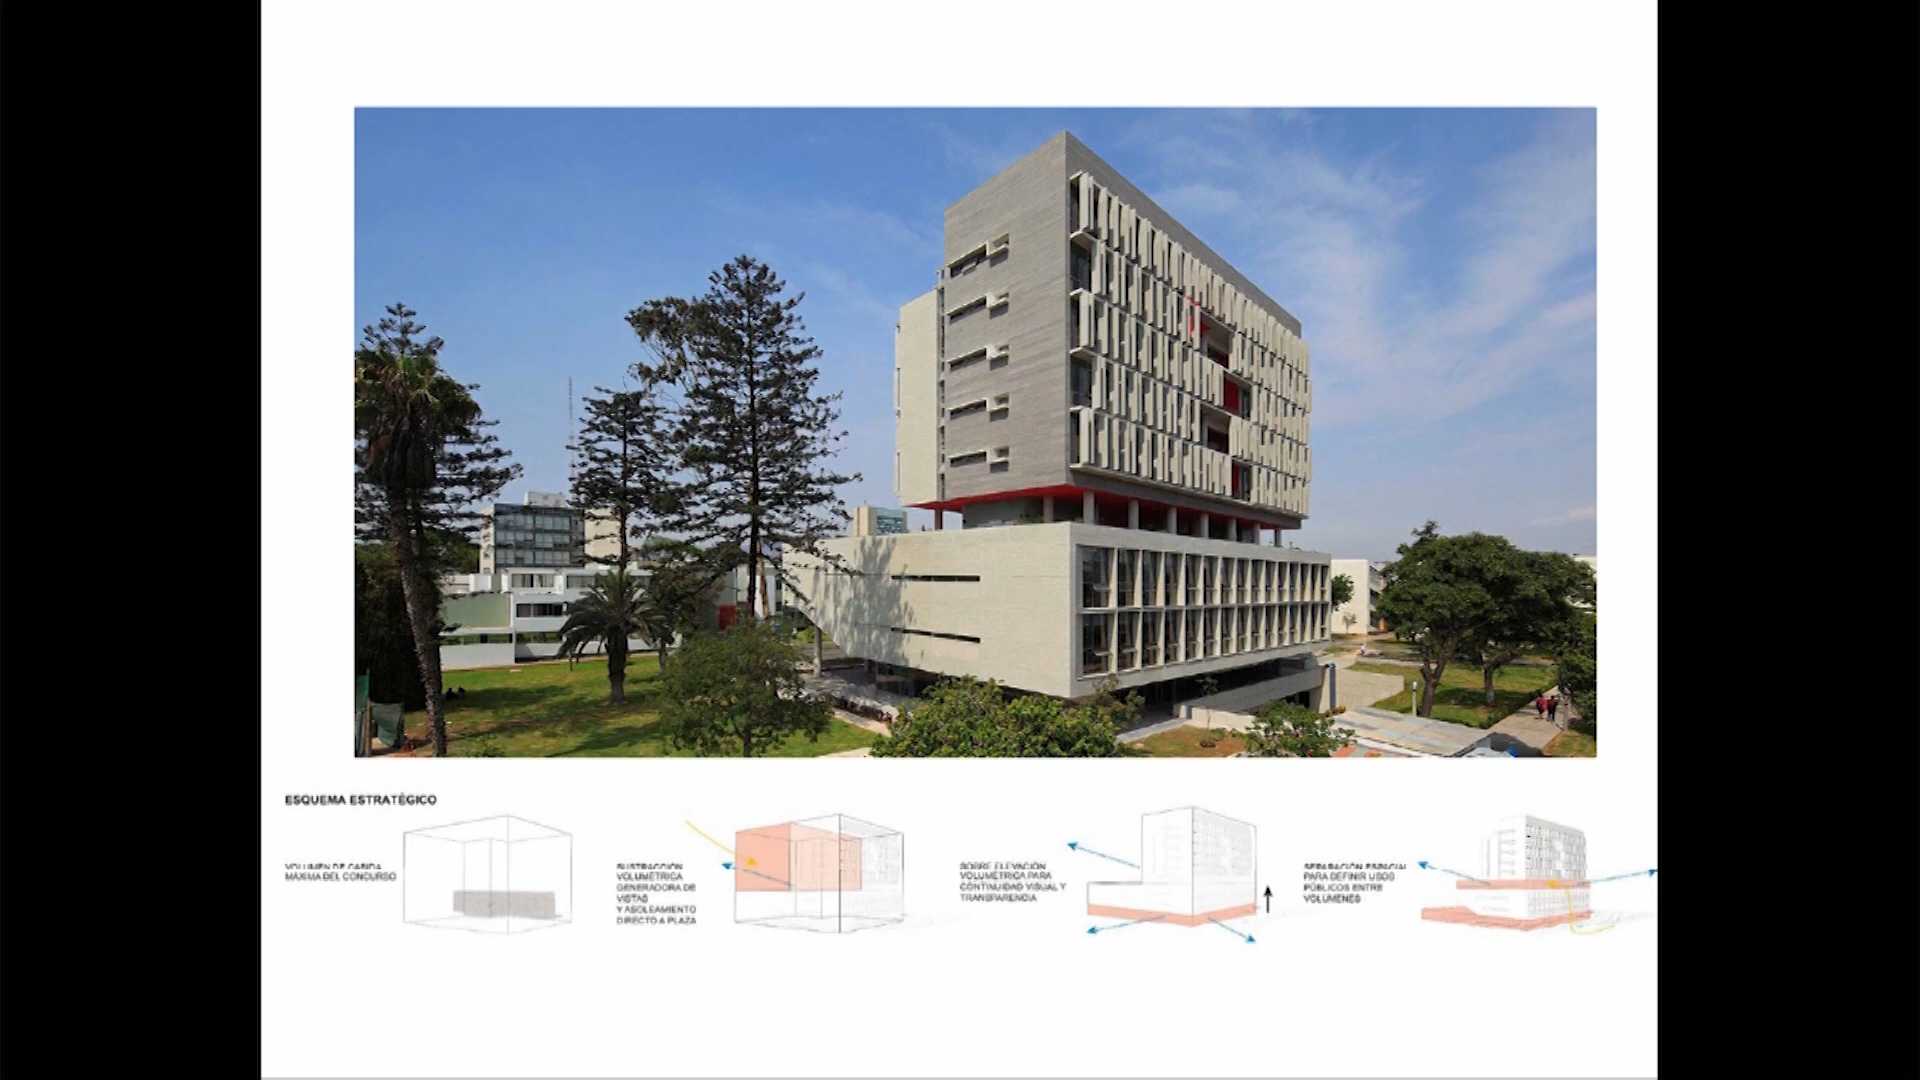 ESQUEMA ESTRATÉGICO
VOLUMEN DE CABIDA
MÁXIMA DEL CONCURSO
SUSTRACCIÓN
VOLUMÉTRICA
GENERADORA DE
VISTAS
Y ASOLEAMIENTO
DIRECTO A PLAZA
SOBRE ELEVACIÓN
VOLUMÉTRICA PARA
CONTINUIDAD VISUAL Y
TRANSPARENCIA
SEPARACIÓN ESPACIAL
PARA DEFINIR USOS
PÚBLICOS ENTRE
VOLÚMENES